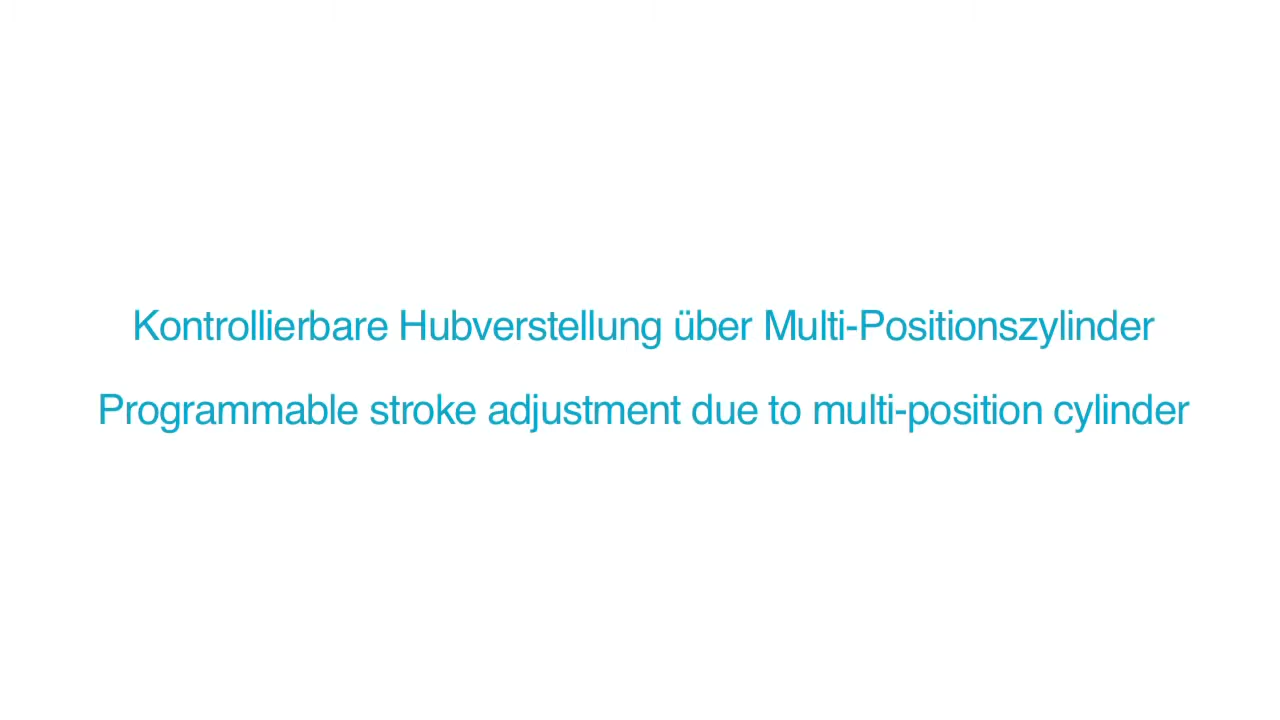 Kontrollierbare Hubverstellung über Multi-Positionszylinder
Programmable stroke adjustment due to multi-position cylinder